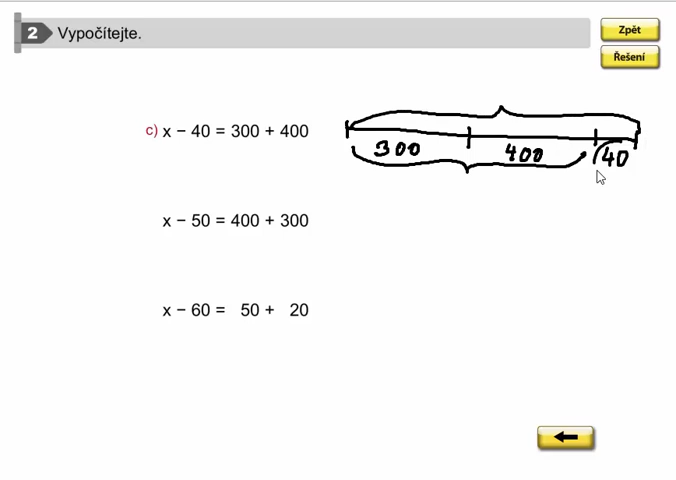 2 Vypočítejte.
Zpět
Řešení
c) x − 40 = 300 + 400
300 400 40
x − 50 = 400 + 300
x − 60 = 50 + 20